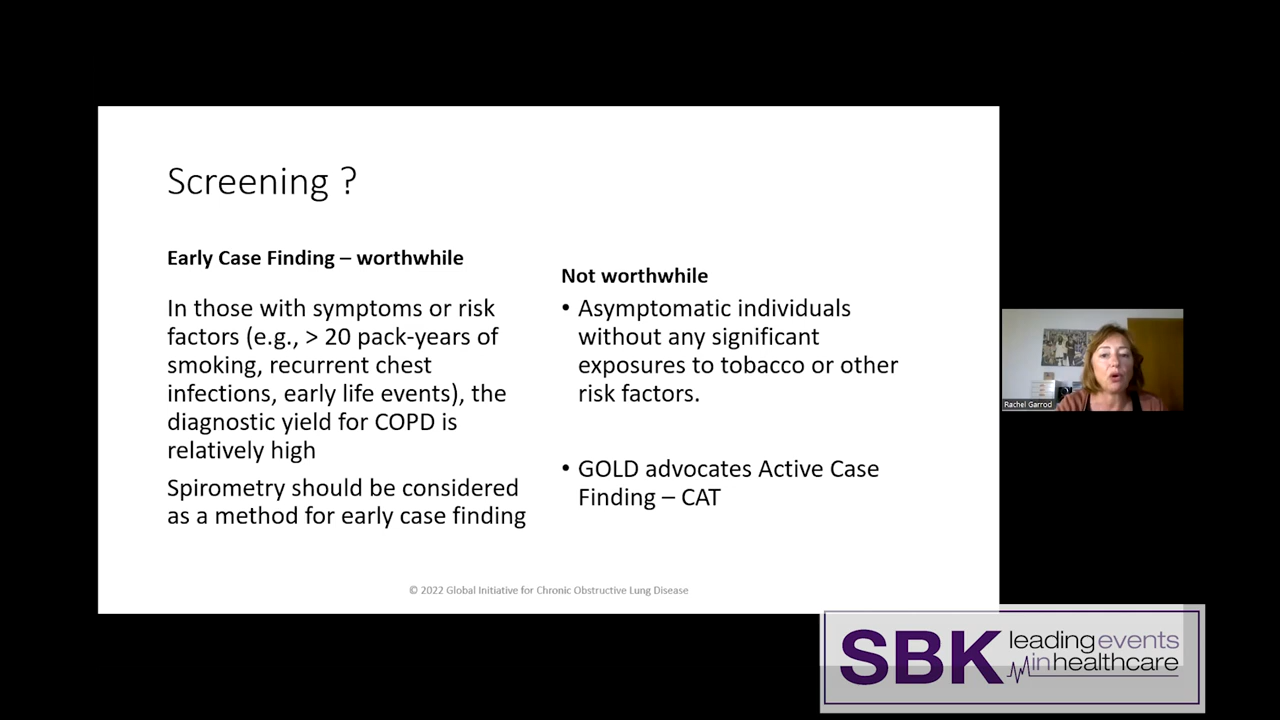 Screening ?
Early Case Finding – worthwhile
In those with symptoms or risk
factors (e.g., > 20 pack-years of
smoking, recurrent chest
infections, early life events), the
diagnostic yield for COPD is
relatively high
Spirometry should be considered
as a method for early case finding
Not worthwhile
• Asymptomatic individuals
without any significant
exposures to tobacco or other
risk factors.
• GOLD advocates Active Case
Finding – CAT
© 2022 Global Initiative for Chronic Obstructive Lung Disease
Rachel Garrod
SBK leading events
in healthcare